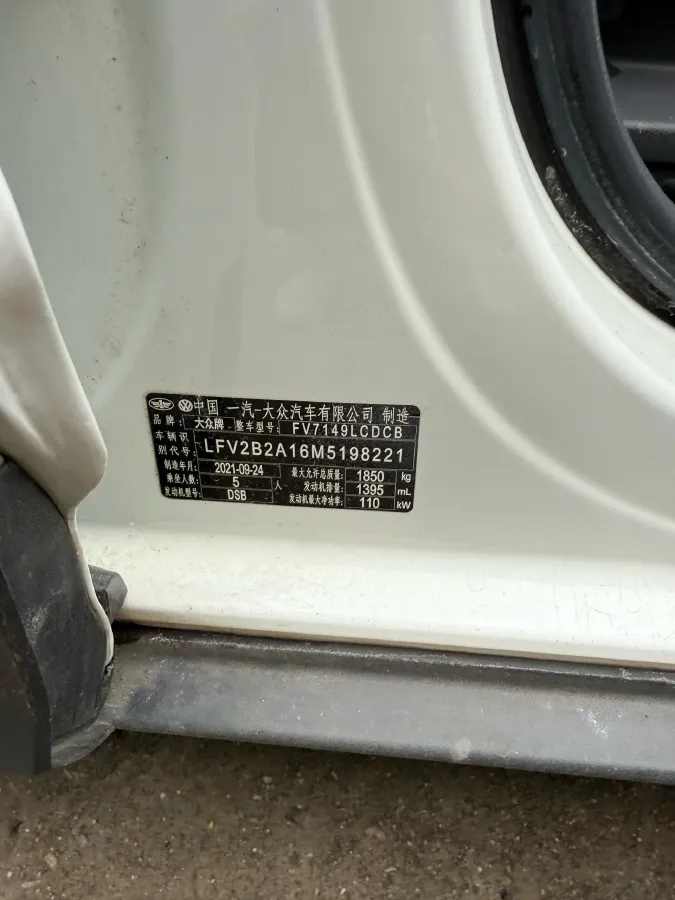 中国 一汽-大众汽车有限公司 制造
品牌: 大众牌 整车型号: FV7149LCDCB
车辆识别代号: LFV2B2A16M5198221
制造年月: 2021-09-24 最大允许总质量: 1850 kg
乘坐人数: 5 人 发动机排量: 1395 mL
发动机型号: DSB 发动机最大净功率: 110 kW